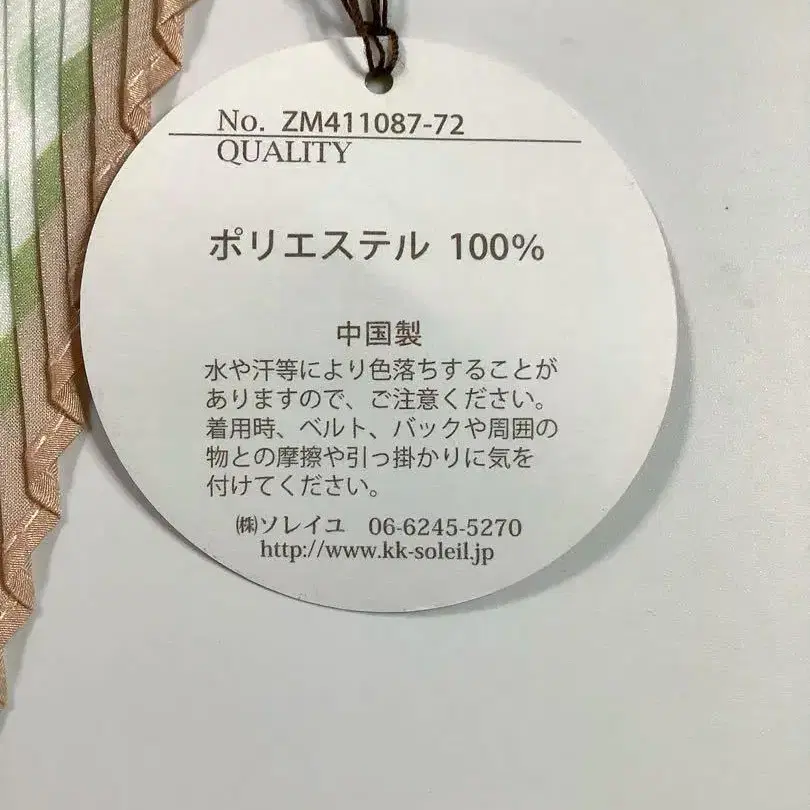 No. ZM411087-72
QUALITY
ポリエステル 100%
中国製
水や汗等により色落ちすることが
ありますので、ご注意ください。
着用時、ベルト、バックや周囲の
物との摩擦や引っ掛かりに気を
付けてください。
㈱ソレイユ 06-6245-5270
http://www.kk-soleil.jp